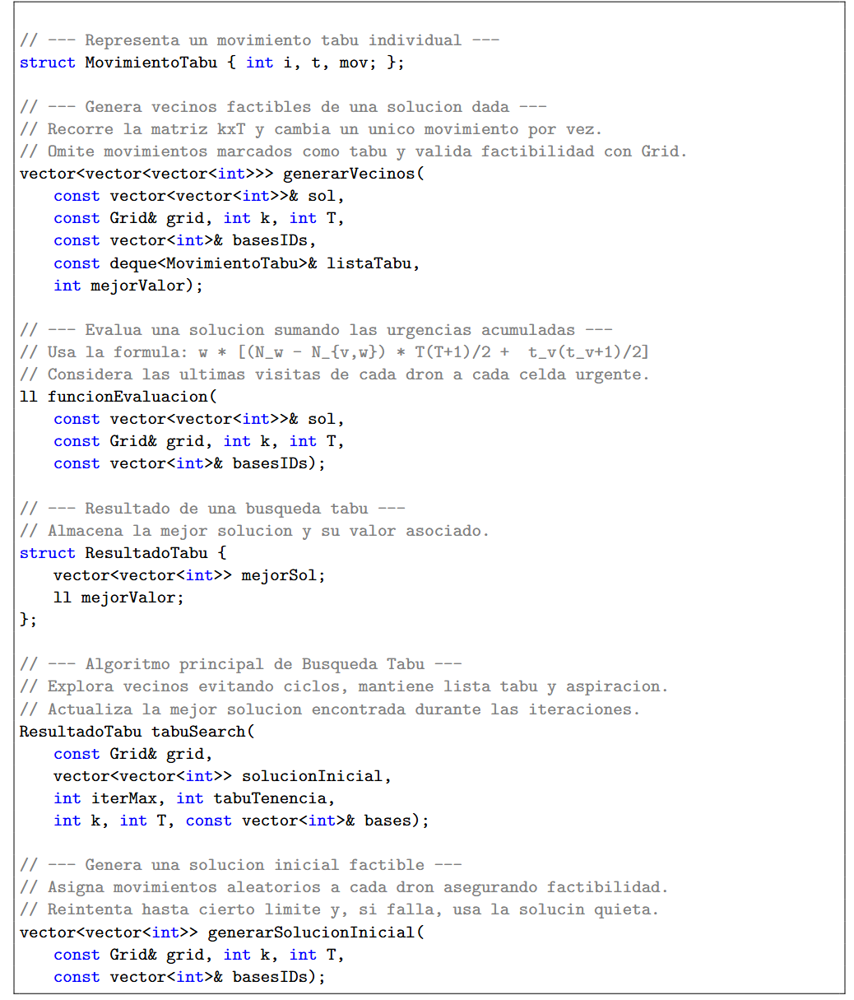 // --- Representa un movimiento tabu individual ---
struct MovimientoTabu { int i, t, mov; };
// --- Genera vecinos factibles de una solucion dada ---
// Recorre la matriz kxT y cambia un unico movimiento por vez.
// Omite movimientos marcados como tabu y valida factibilidad con Grid.
vector<vector<vector<int>>> generarVecinos(
const vector<vector<int>>& sol,
const Grid& grid, int k, int T,
const vector<int>& basesIDs,
const deque<MovimientoTabu>& listaTabu,
int mejorValor);
// --- Evalua una solucion sumando las urgencias acumuladas ---
// Usa la formula: w * [(N_w - N_{v,w}) * T(T+1)/2 +  t_v(t_v+1)/2]
// Considera las ultimas visitas de cada dron a cada celda urgente.
ll funcionEvaluacion(
const vector<vector<int>>& sol,
const Grid& grid, int k, int T,
const vector<int>& basesIDs);
// --- Resultado de una busqueda tabu ---
// Almacena la mejor solucion y su valor asociado.
struct ResultadoTabu {
vector<vector<int>> mejorSol;
ll mejorValor;
};
// --- Algoritmo principal de Busqueda Tabu ---
// Explora vecinos evitando ciclos, mantiene lista tabu y aspiracion.
// Actualiza la mejor solucion encontrada durante las iteraciones.
ResultadoTabu tabuSearch(
const Grid& grid,
vector<vector<int>> solucionInicial,
int iterMax, int tabuTenencia,
int k, int T, const vector<int>& bases);
// --- Genera una solucion inicial factible ---
// Asigna movimientos aleatorios a cada dron asegurando factibilidad.
// Reintenta hasta cierto limite y, si falla, usa la solucin quieta.
vector<vector<int>> generarSolucionInicial(
const Grid& grid, int k, int T,
const vector<int>& basesIDs);